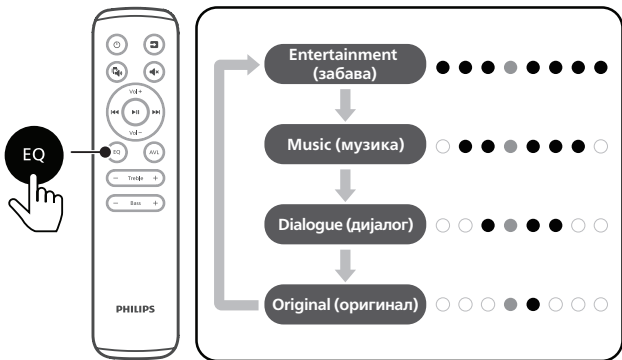 Vol+
Vol−
EQ
EQ
AVL
− Treble +
− Bass +
PHILIPS
Entertainment
(забава)
Music (музика)
Dialogue (дијалог)
Original (оригинал)